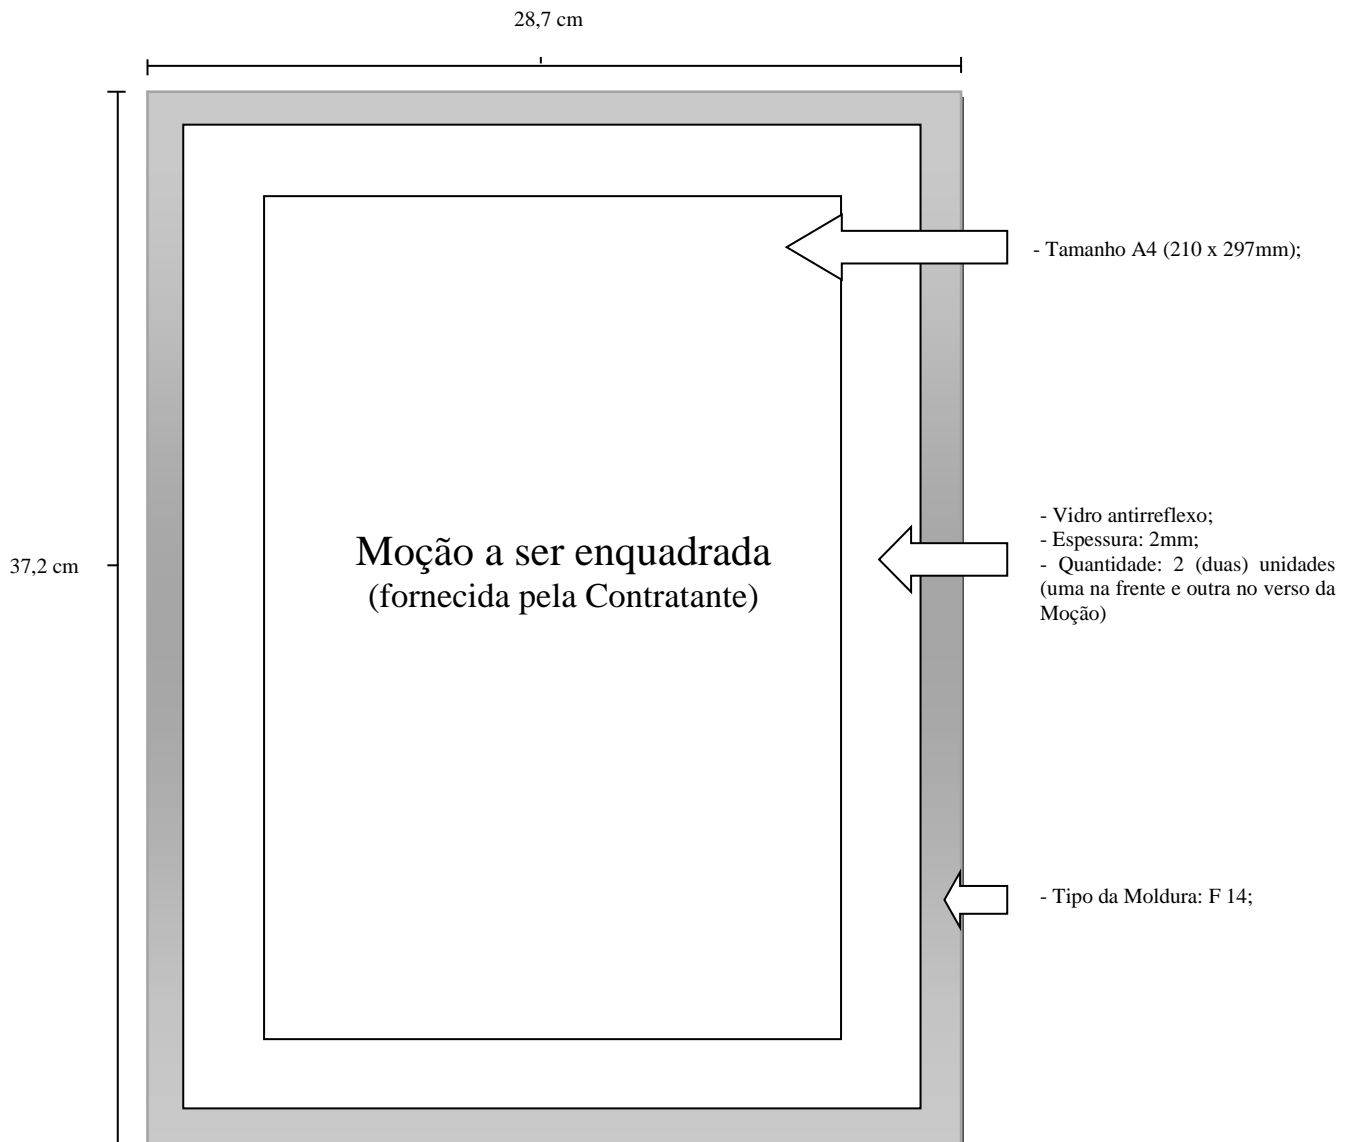 28,7 cm
- Tamanho A4 (210 x 297mm);
- Vidro antirreflexo;
- Espessura: 2mm;
- Quantidade: 2 (duas) unidades
(uma na frente e outra no verso da
Moção)
37,2 cm
Moção a ser enquadrada
(fornecida pela Contratante)
- Tipo da Moldura: F 14;